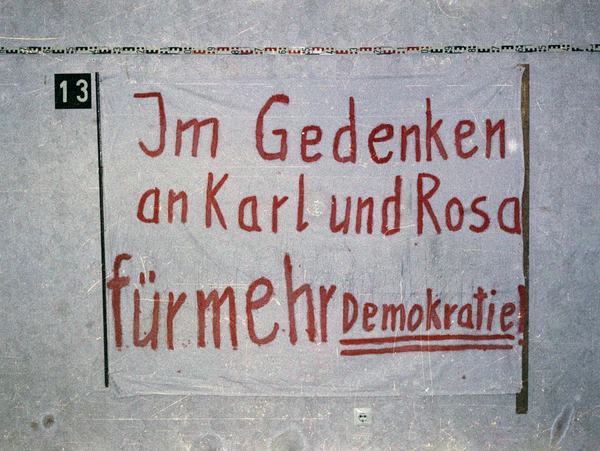 13
Im Gedenken
an Karl und Rosa
für mehr Demokratie!